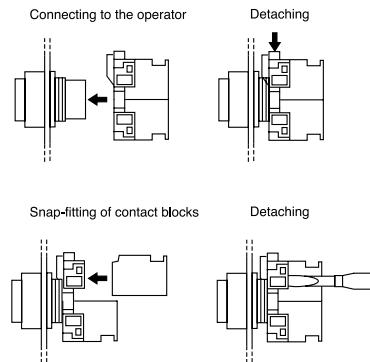 Connecting to the operator
Detaching
Snap-fitting of contact blocks
Detaching